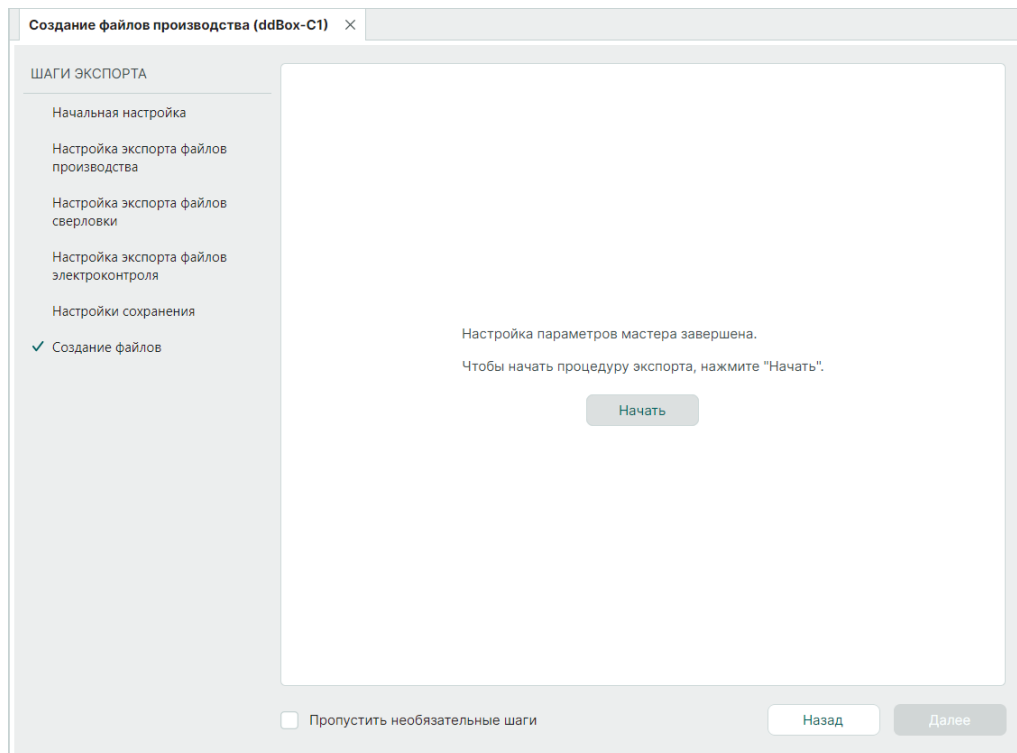 Создание файлов производства (ddBox-C1)
ШАГИ ЭКСПОРТА
Начальная настройка
Настройка экспорта файлов
производства
Настройка экспорта файлов
сверловки
Настройка экспорта файлов
электроконтроля
Настройки сохранения
Создание файлов
Настройка параметров мастера завершена.
Чтобы начать процедуру экспорта, нажмите "Начать".
Начать
Пропустить необязательные шаги
Назад
Далее